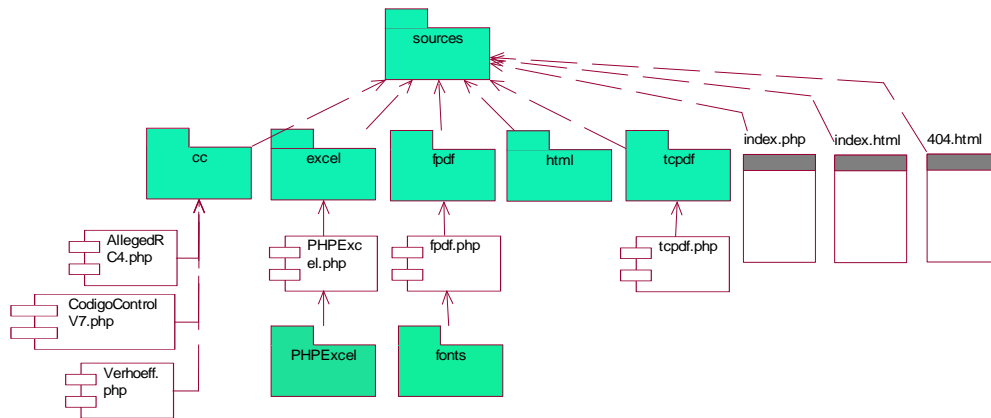 sources
index.php
index.html
404.html
cc
excel
fpdf
html
tcpdf
AllegedR
C4.php
PHPExc
el.php
fpdf.php
tcpdf.php
CodigoControl
V7.php
PHPExcel
fonts
Verhoeff.
php